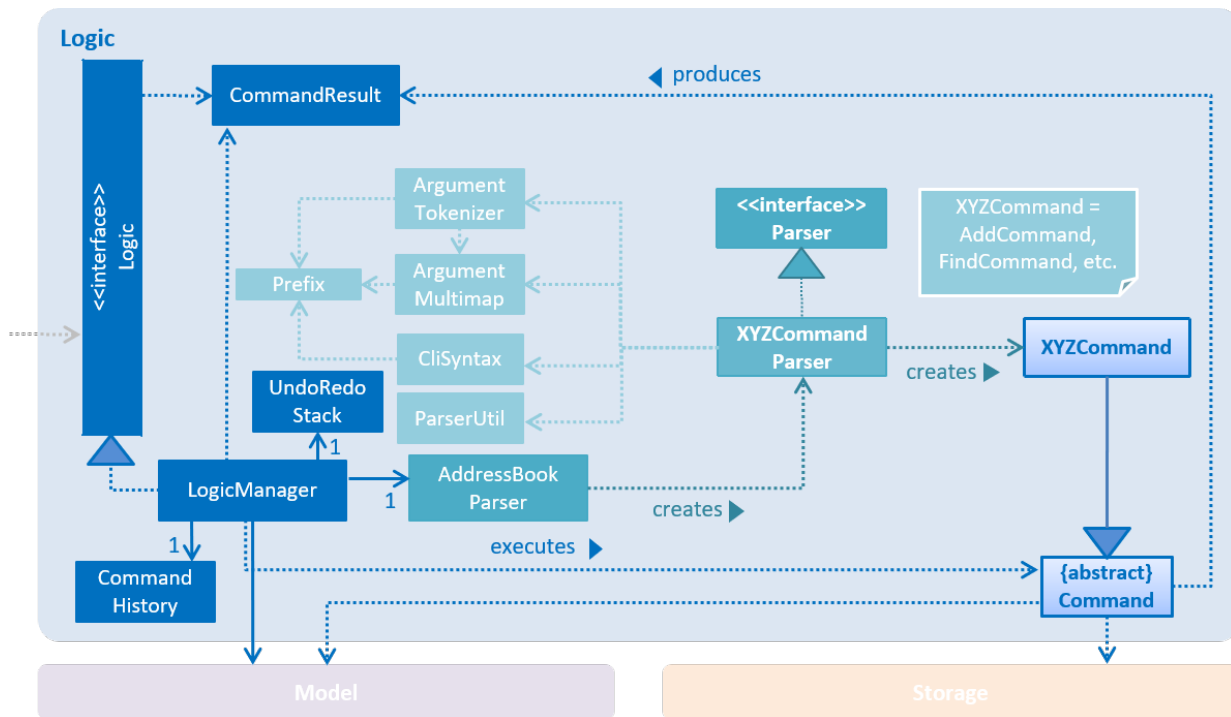 Logic
<<interface>>
Logic
CommandResult
◀ produces
Argument
Tokenizer
<<interface>>
Parser
XYZCommand =
AddCommand,
FindCommand, etc.
Prefix
Argument
Multimap
CliSyntax
XYZCommand
Parser
XYZCommand
creates ▶
UndoRedo
Stack
ParserUtil
1
LogicManager
1
AddressBook
Parser
creates ▶
1
executes ▶
Command
History
{abstract}
Command
Model
Storage